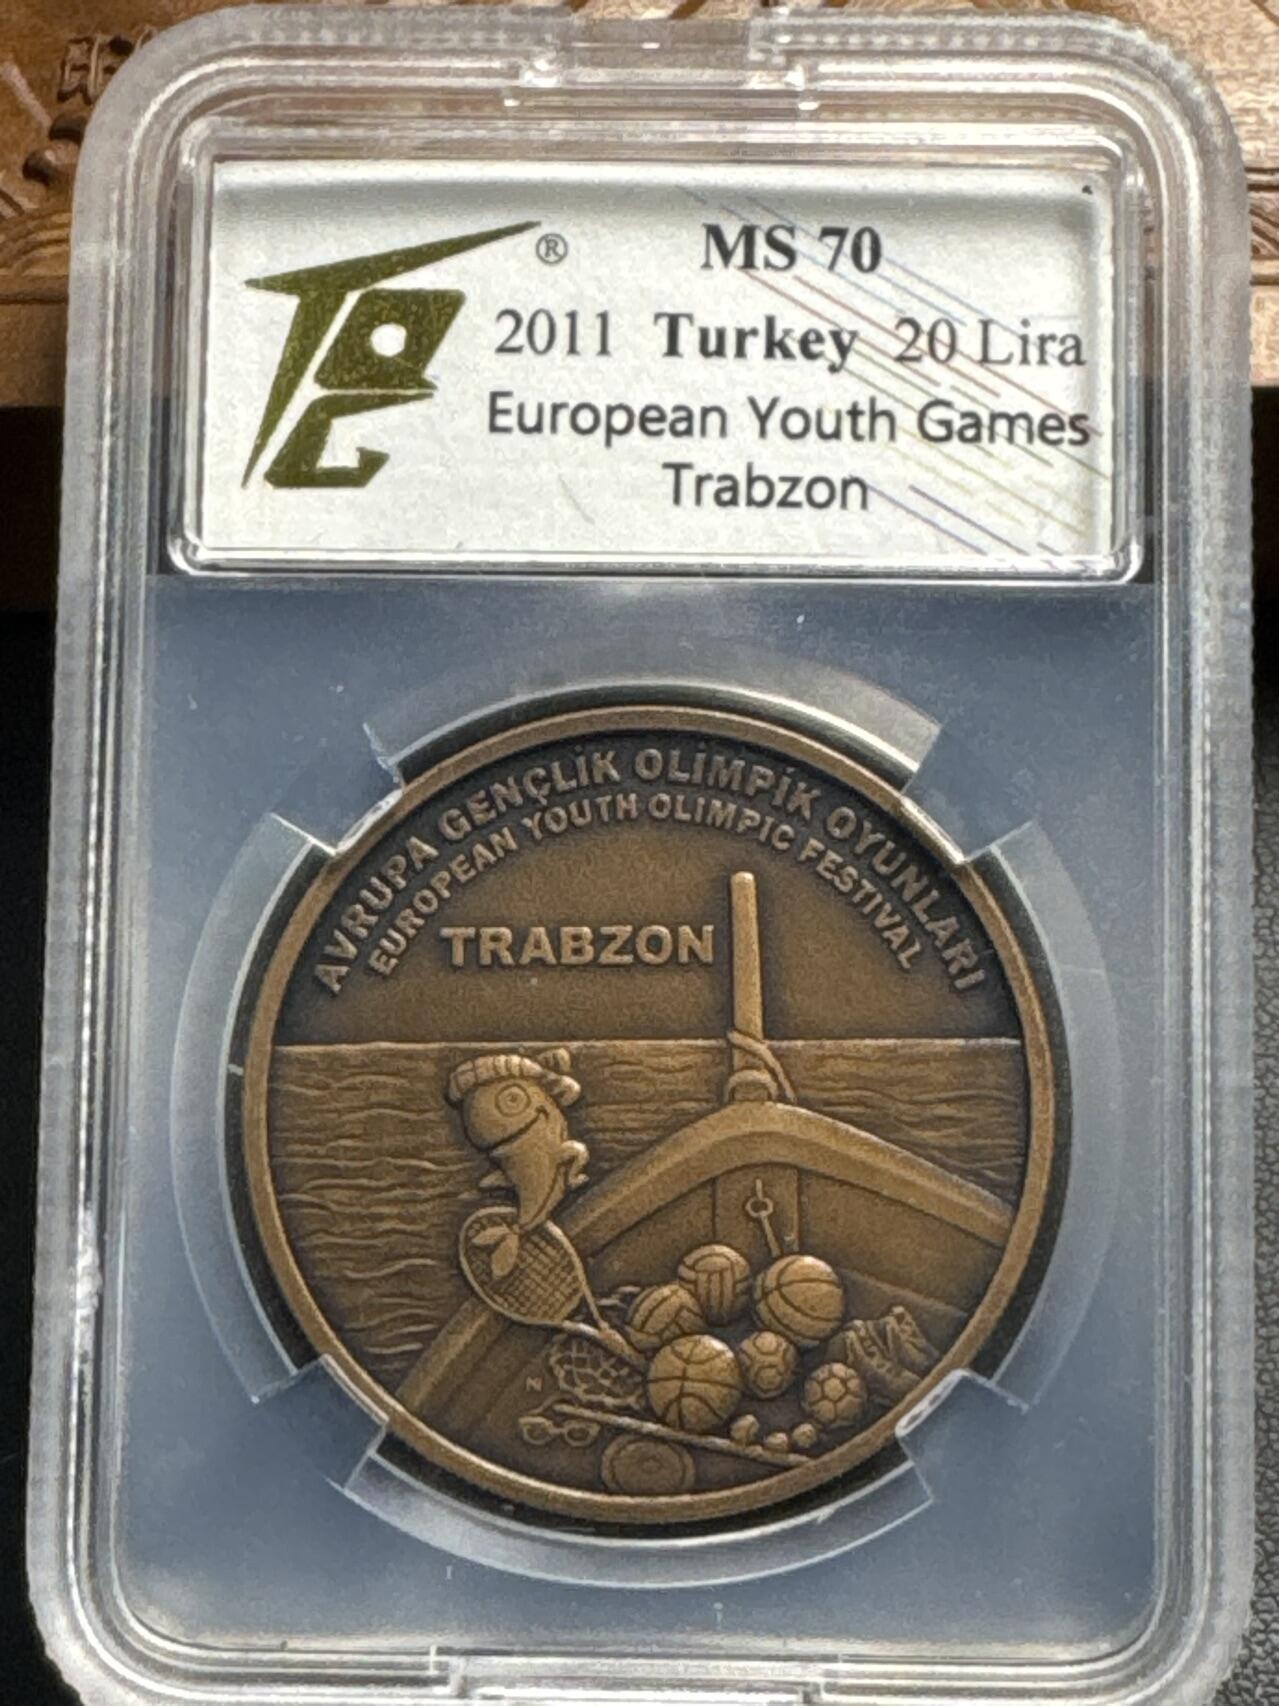 ®
MS 70
2011 Turkey 20 Lira
European Youth Games
Trabzon
AVRUPA GENÇLİK OLİMPİK OYUNLARI
EUROPEAN YOUTH OLIMPIC FESTIVAL
TRABZON
N